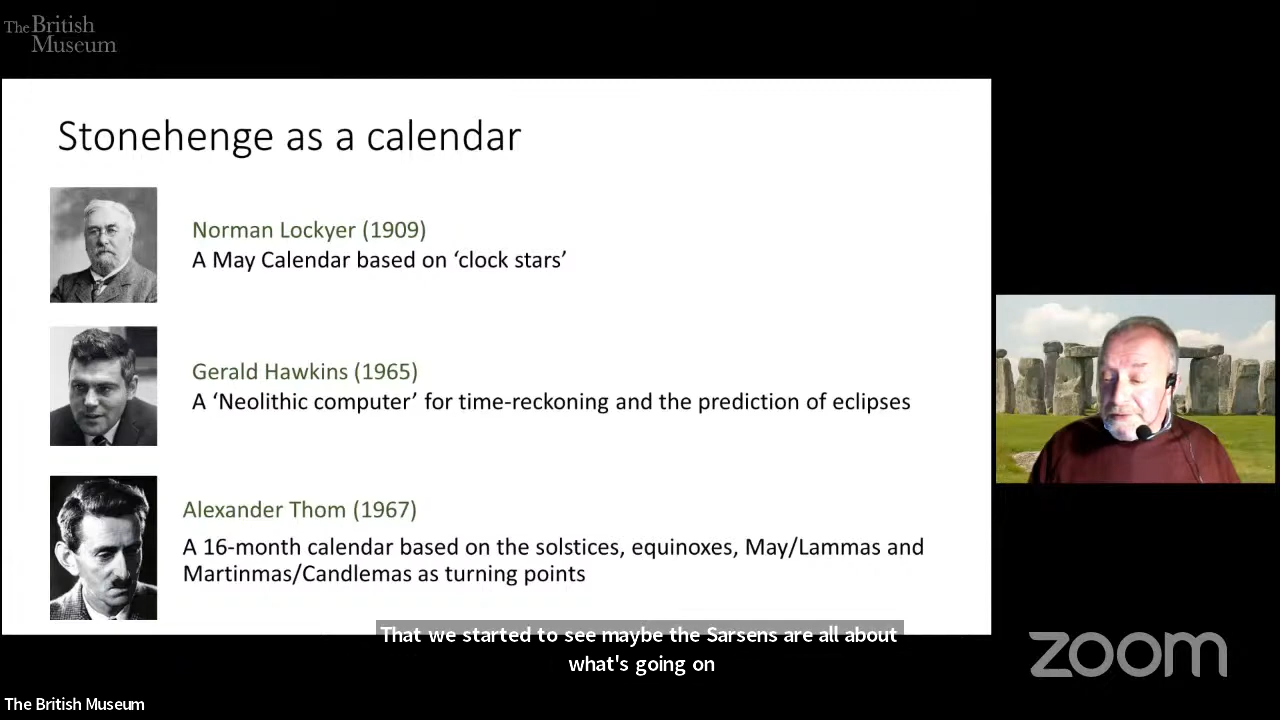 The British
Museum
Stonehenge as a calendar
Norman Lockyer (1909)
A May Calendar based on ‘clock stars’
Gerald Hawkins (1965)
A ‘Neolithic computer’ for time-reckoning and the prediction of eclipses
Alexander Thom (1967)
A 16-month calendar based on the solstices, equinoxes, May/Lammas and
Martinmas/Candlemas as turning points
That we started to see maybe the Sarsens are all about
what's going on
zoom
The British Museum